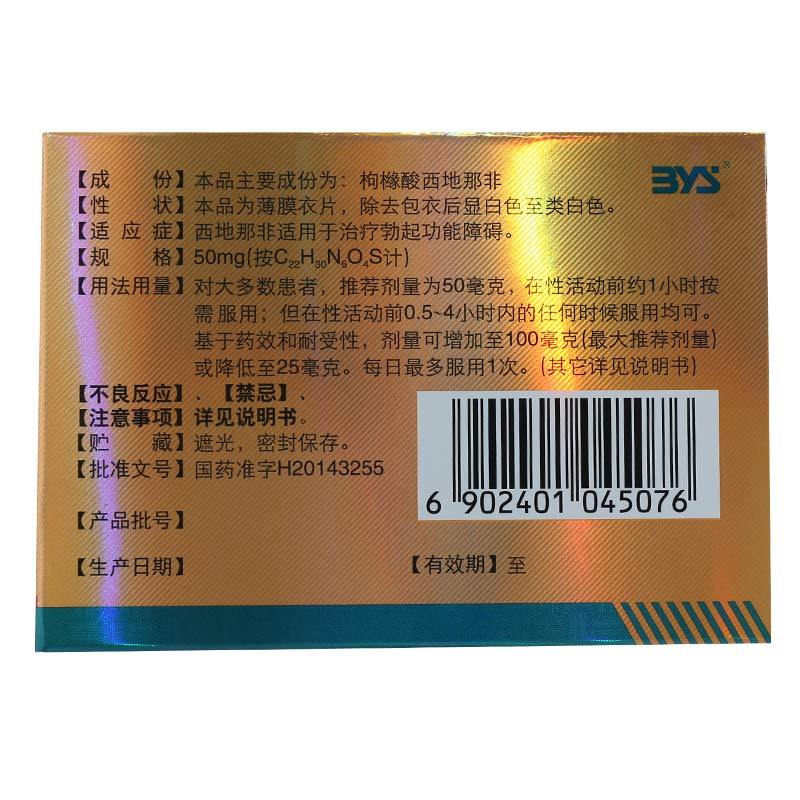 BYS®
【成份】本品主要成份为：枸橼酸西地那非
【性状】本品为薄膜衣片，除去包衣后显白色至类白色。
【适应症】西地那非适用于治疗勃起功能障碍。
【规格】50mg(按C₂₂H₃₀N₆O₄S计)
【用法用量】对大多数患者，推荐剂量为50毫克，在性活动前约1小时按
需服用；但在性活动前0.5~4小时内的任何时候服用均可。
基于药效和耐受性，剂量可增加至100毫克(最大推荐剂量)
或降低至25毫克。每日最多服用1次。(其它详见说明书)
【不良反应】、【禁忌】、
【注意事项】详见说明书。
【贮藏】遮光，密封保存。
【批准文号】国药准字H20143255
6 902401 045076
【产品批号】
【生产日期】
【有效期】至